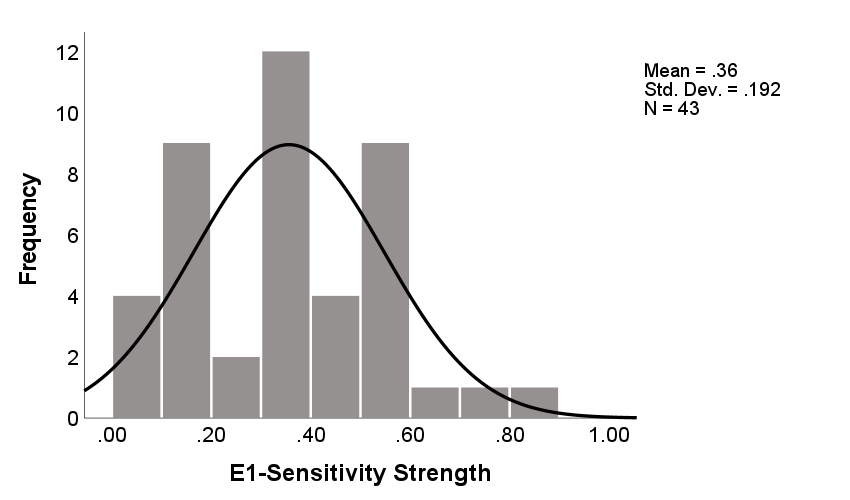 Mean = .36
Std. Dev. = .192
N = 43
12
10
8
6
4
2
0
Frequency
.00 .20 .40 .60 .80 1.00
E1-Sensitivity Strength